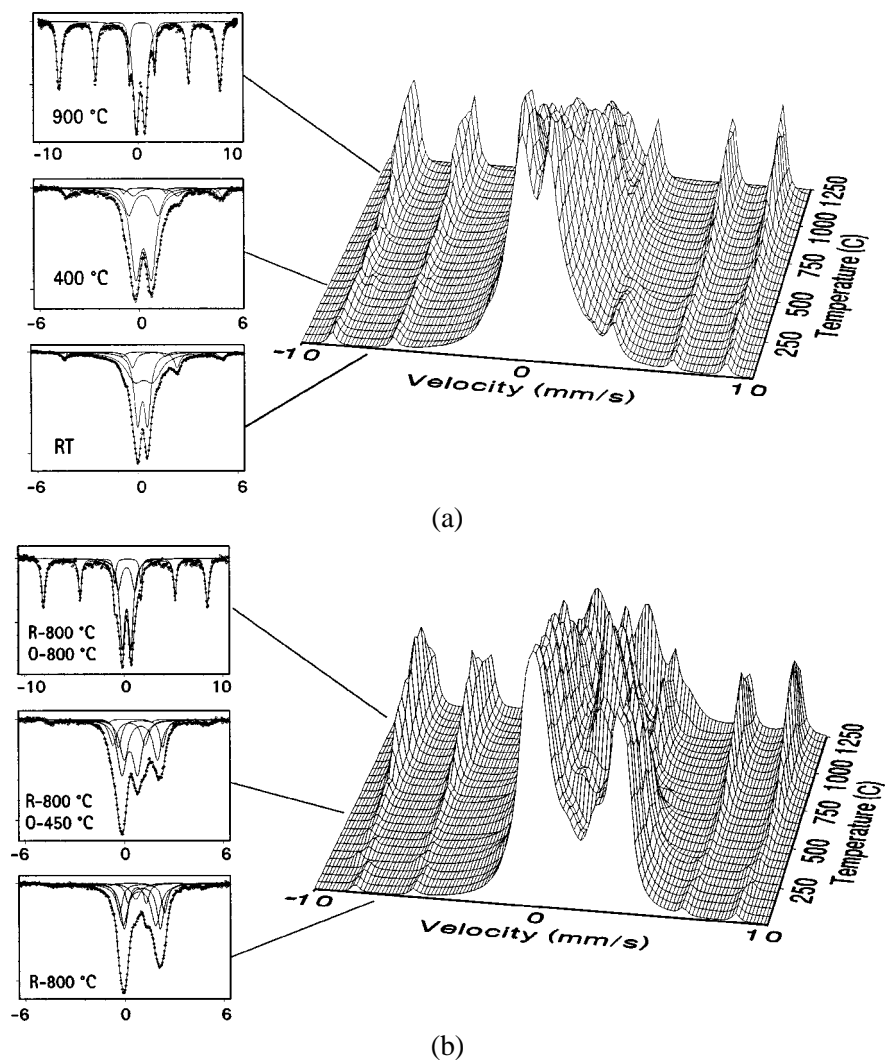 900 °C
-10 0 10
400 °C
-6 0 6
RT
-6 0 6
-10 0 10
Velocity (mm/s)
250 500 750 1000 1250
Temperature (C)
(a)
R-800 °C
O-800 °C
-10 0 10
R-800 °C
O-450 °C
-6 0 6
R-800 °C
-6 0 6
-10 0 10
Velocity (mm/s)
250 500 750 1000 1250
Temperature (C)
(b)